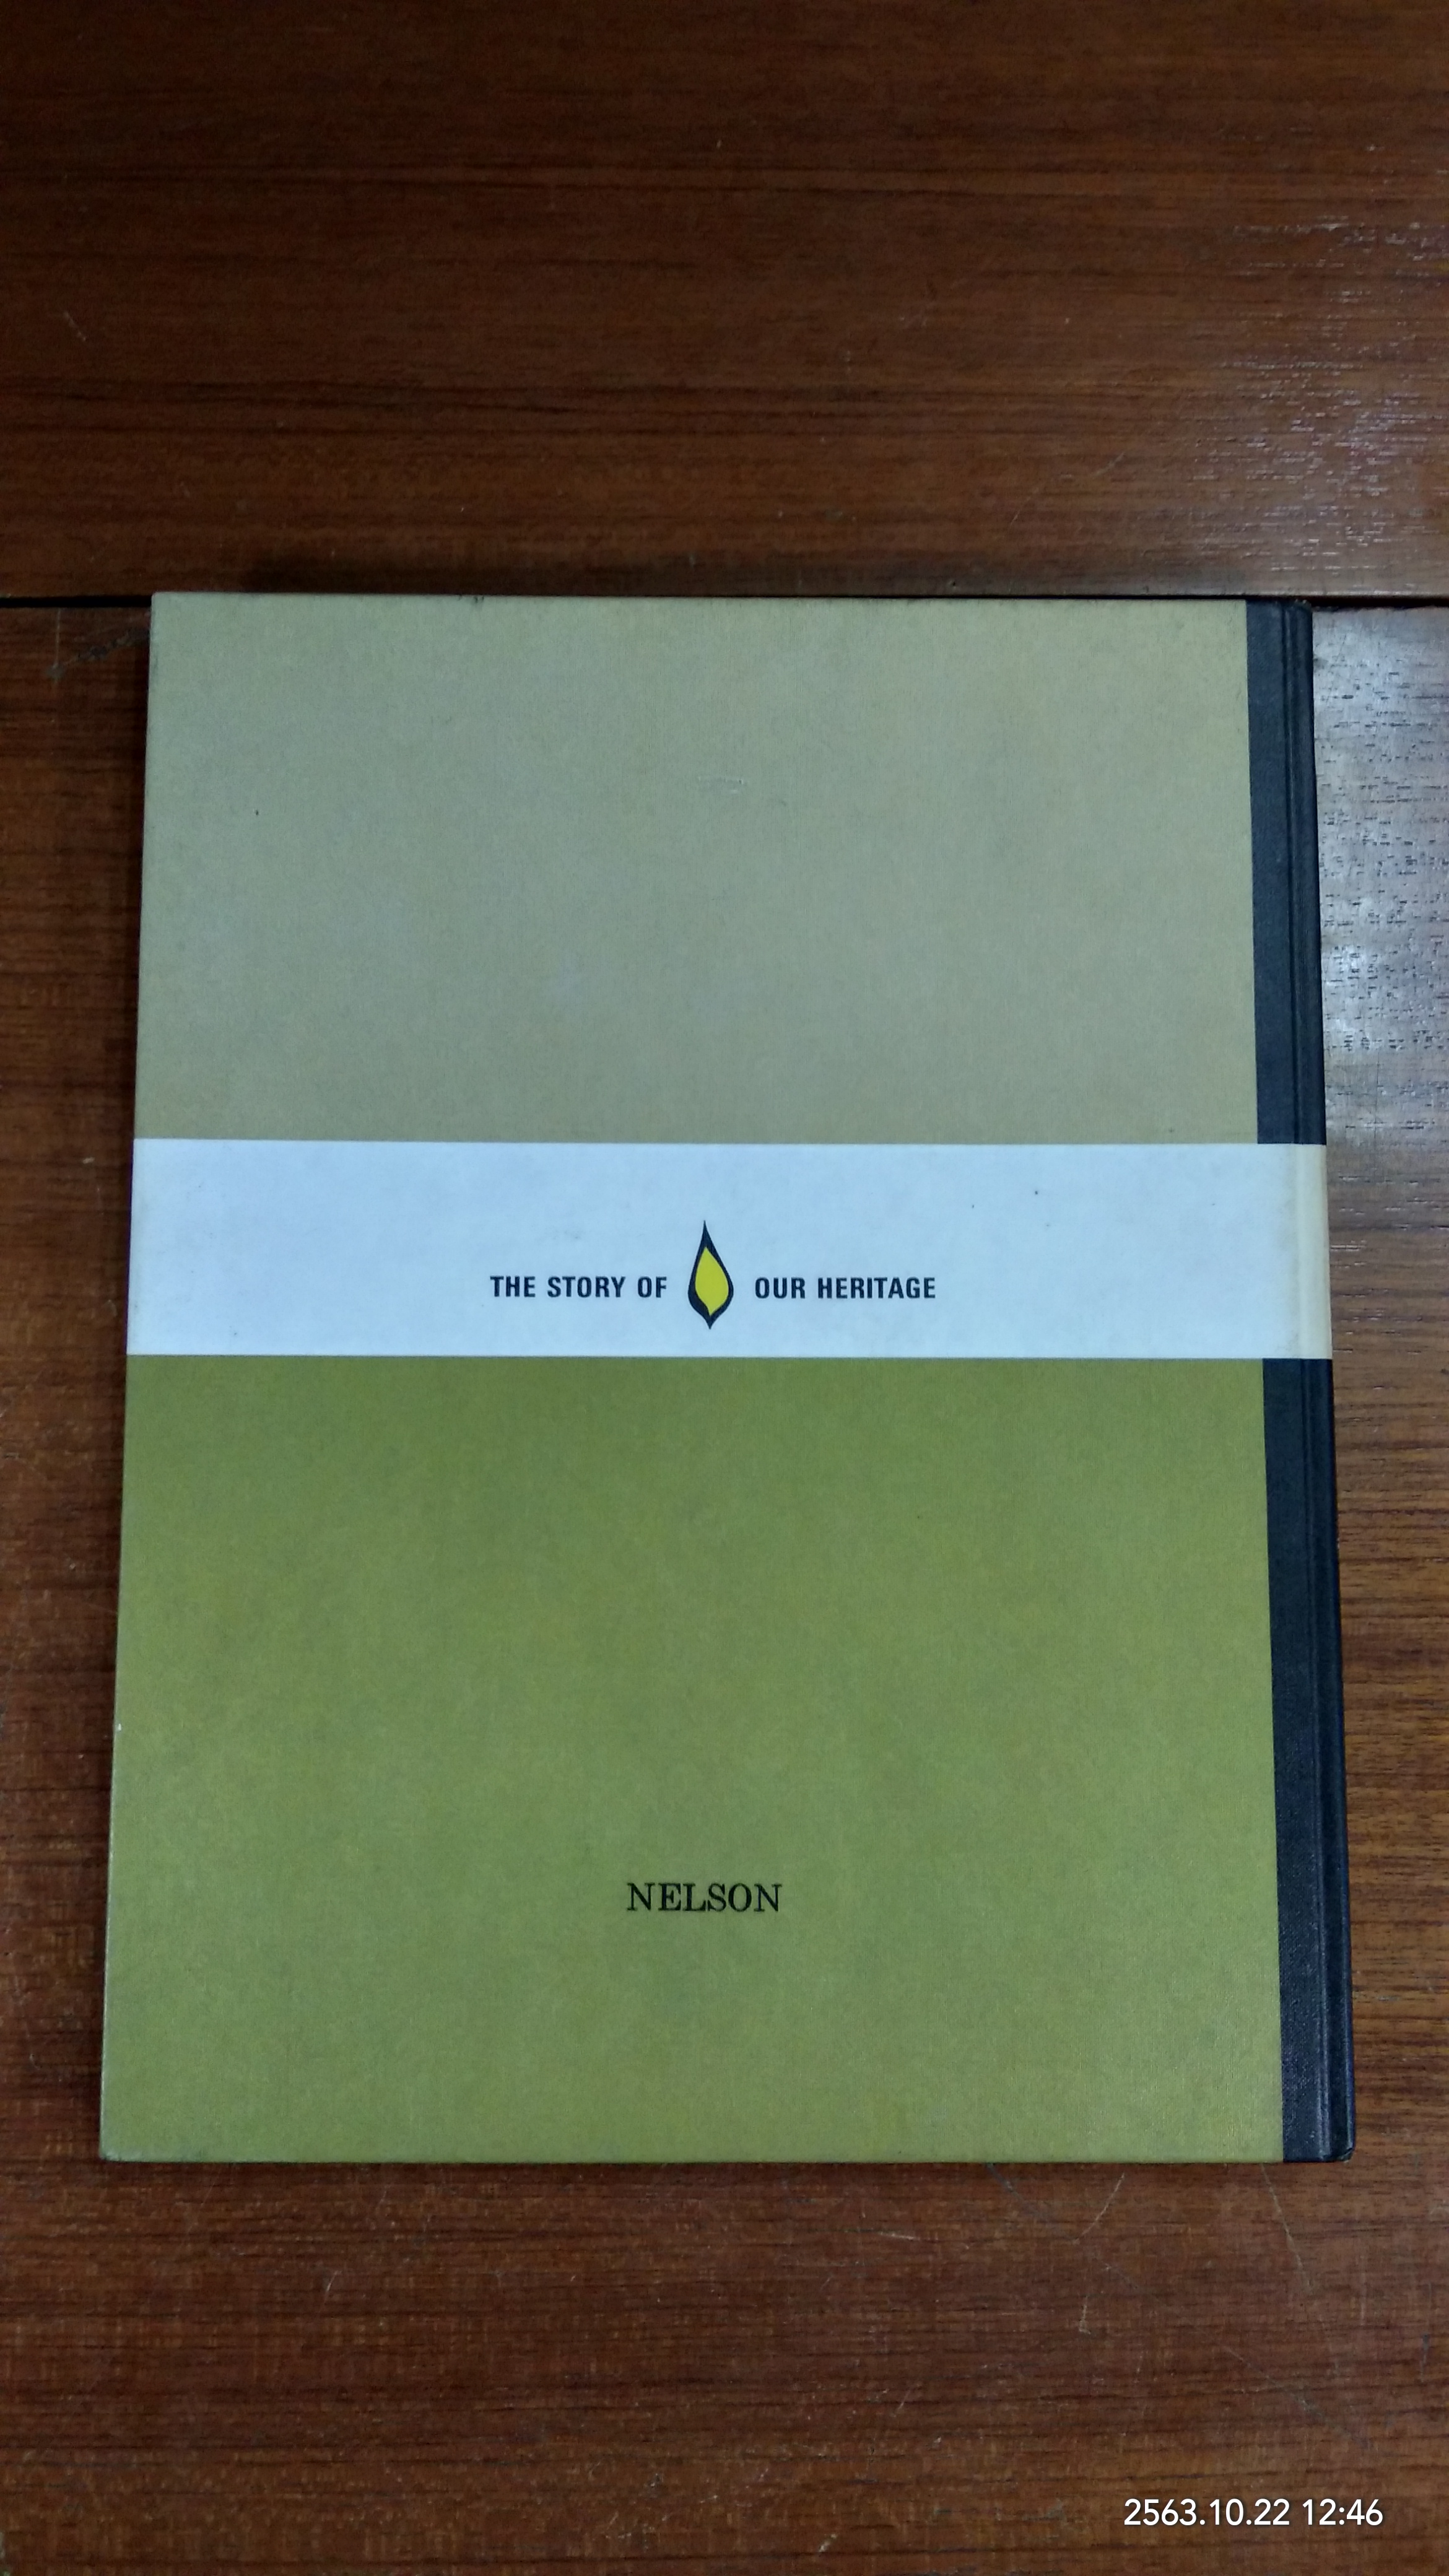 THE STORY OF OUR HERITAGE
NELSON
2563.10.22 12:46